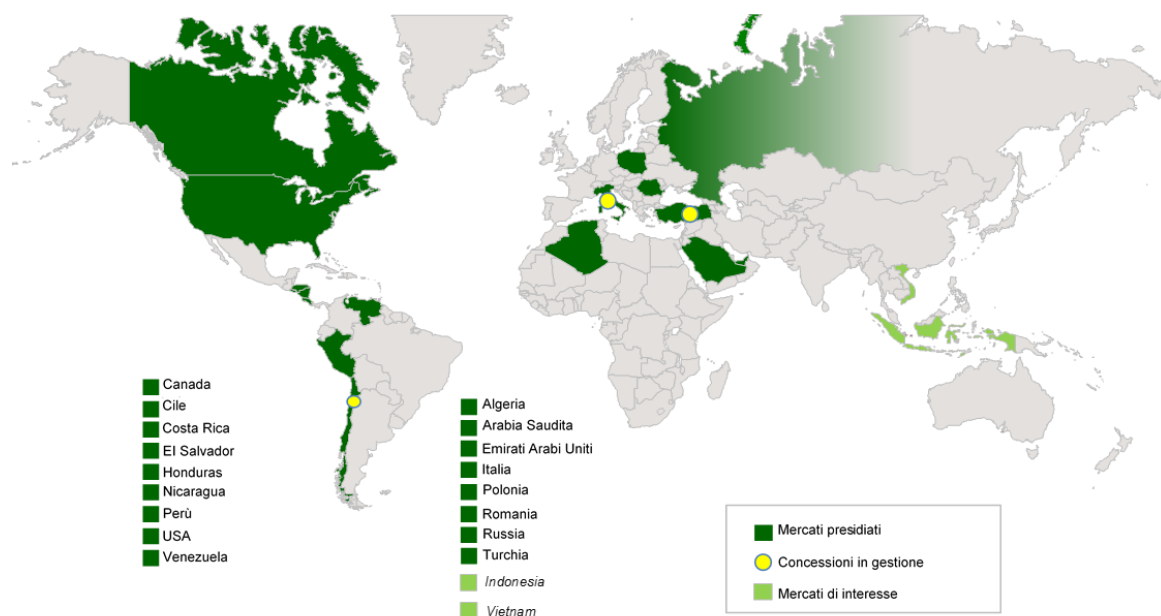 Canada
Cile
Costa Rica
El Salvador
Honduras
Nicaragua
Perù
USA
Venezuela
Algeria
Arabia Saudita
Emirati Arabi Uniti
Italia
Polonia
Romania
Russia
Turchia
Indonesia
Vietnam
Mercati presidiati
Concessioni in gestione
Mercati di interesse